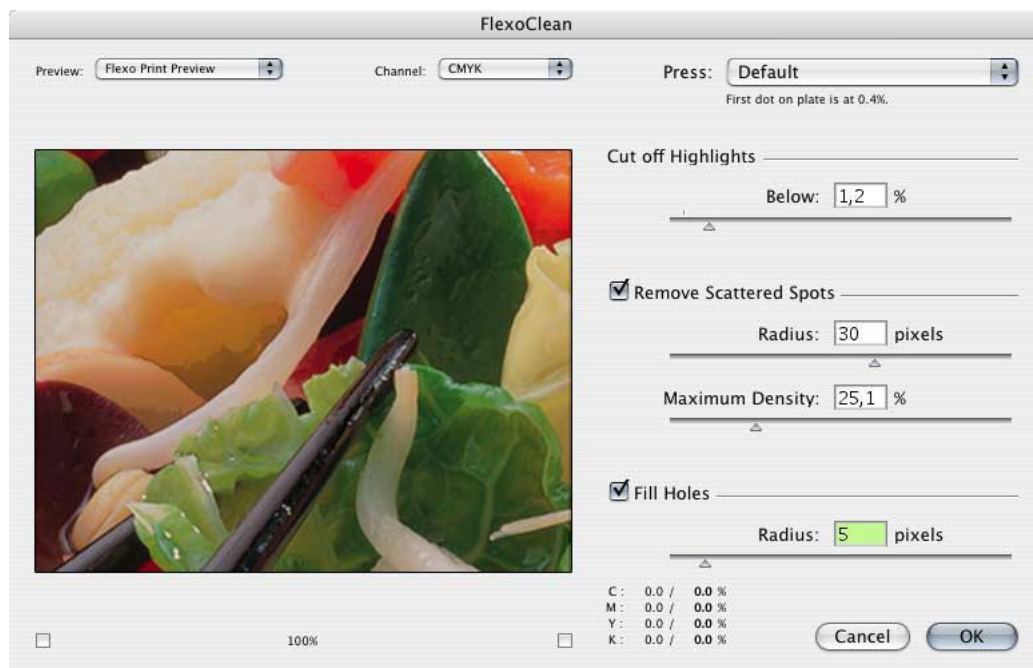 FlexoClean
Preview: Flexo Print Preview
Channel: CMYK
Press: Default
First dot on plate is at 0.4%.
Cut off Highlights
Below: 1,2 %
Remove Scattered Spots
Radius: 30 pixels
Maximum Density: 25,1 %
Fill Holes
Radius: 5 pixels
C: 0.0 / 0.0 %
M: 0.0 / 0.0 %
Y: 0.0 / 0.0 %
K: 0.0 / 0.0 %
100%
Cancel
OK